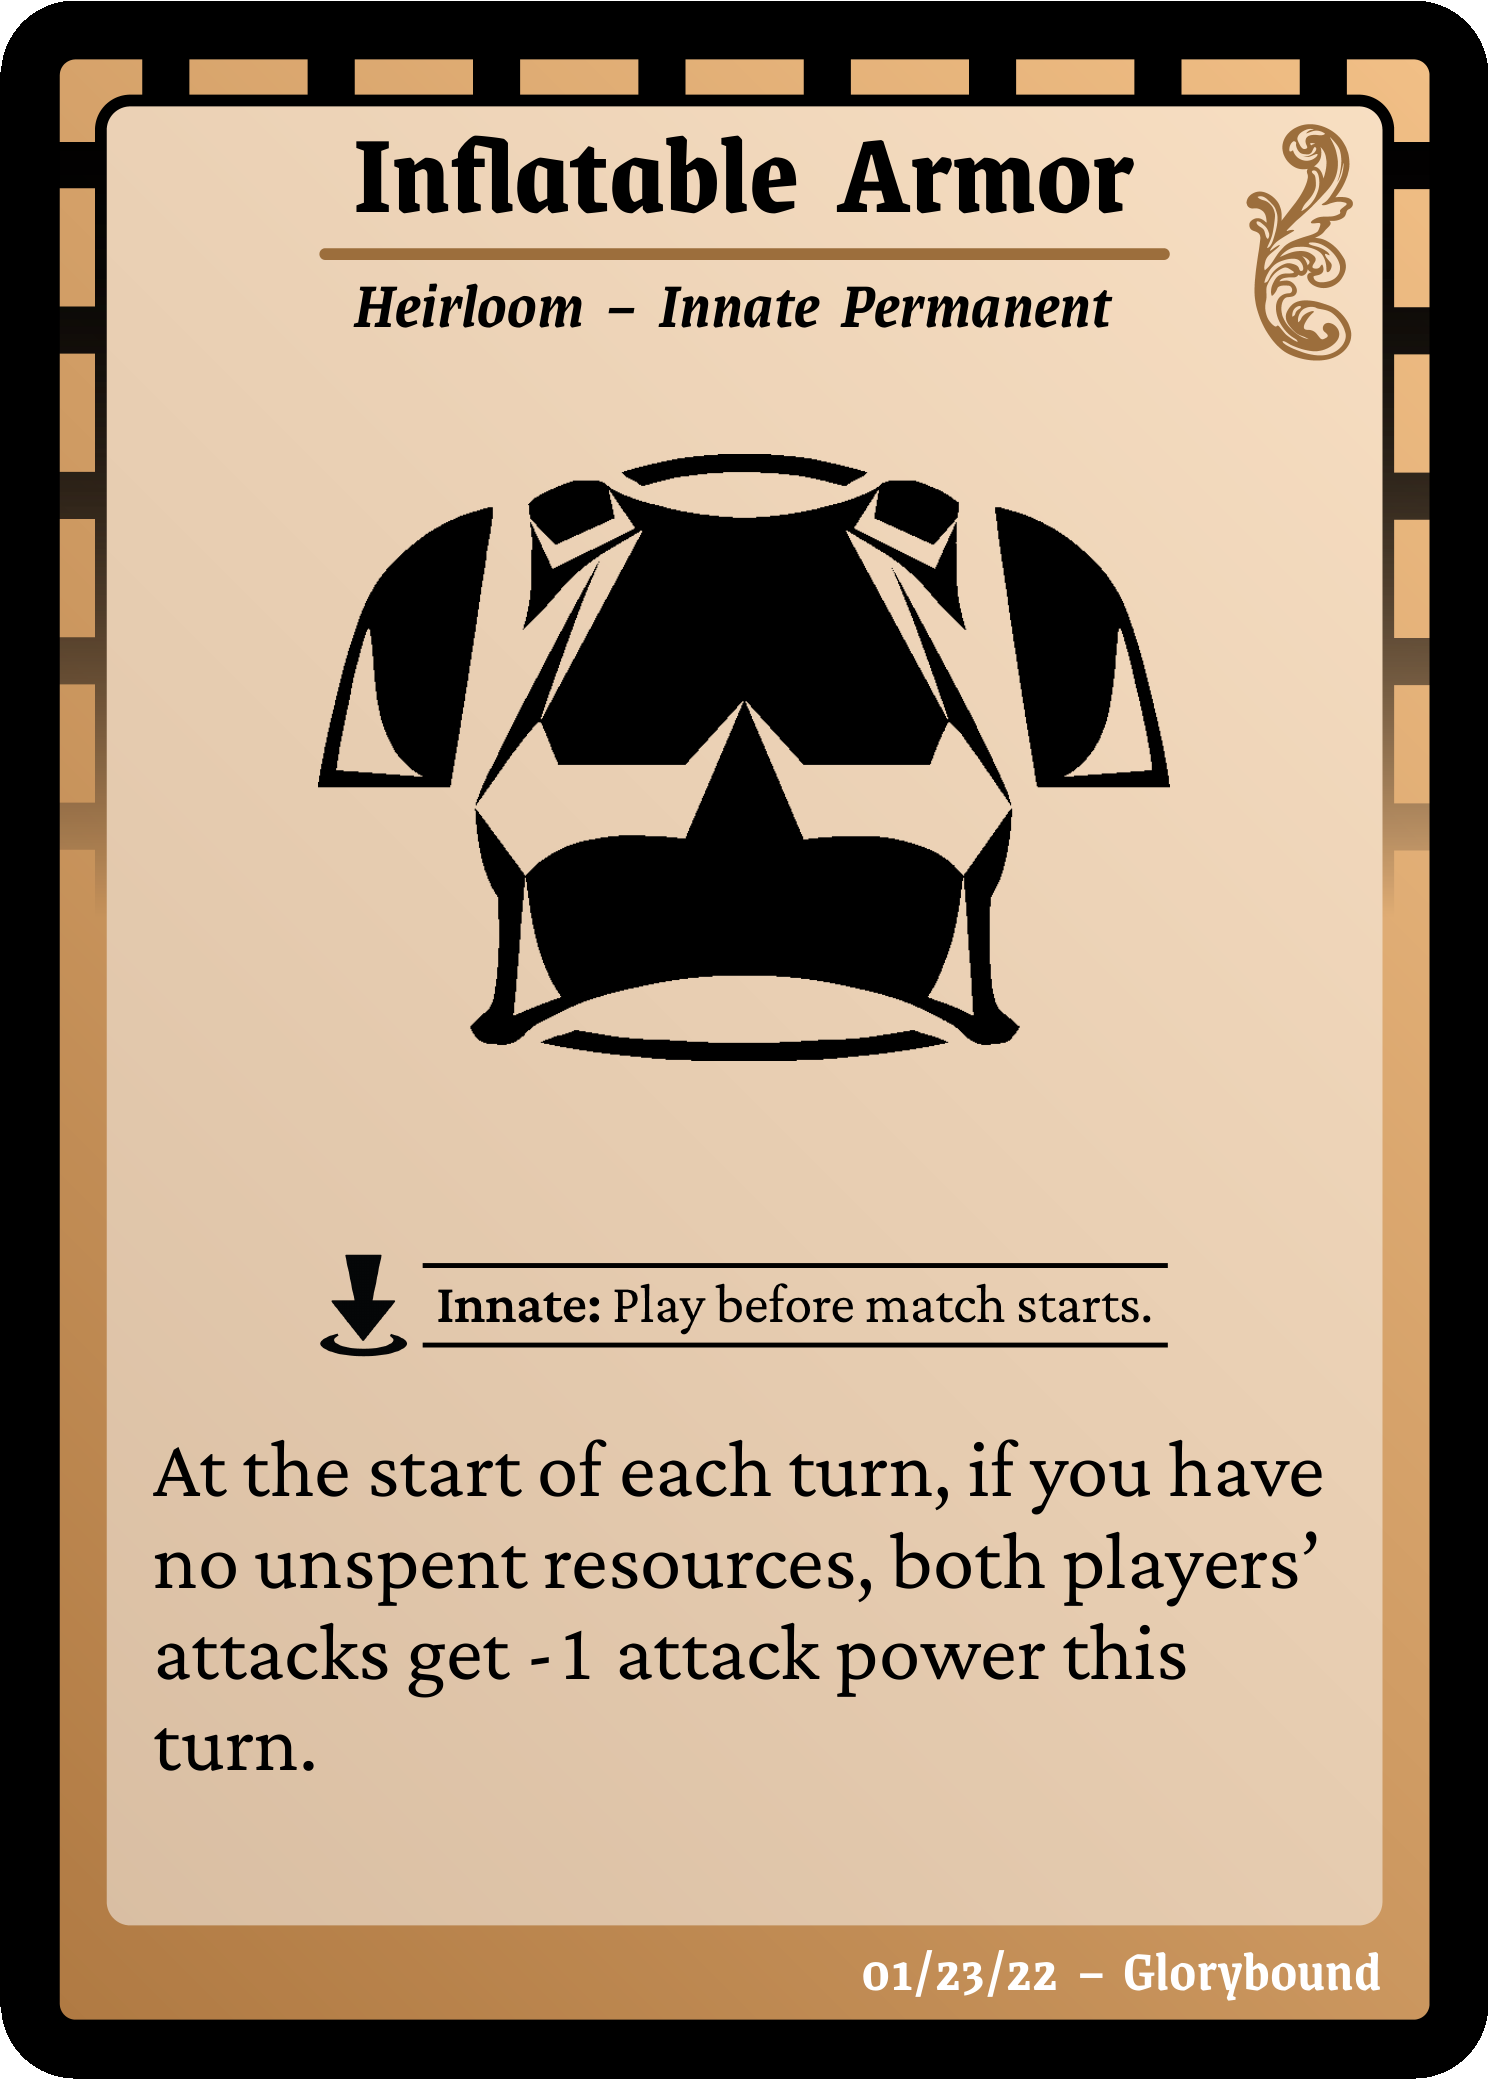 Inflatable Armor
Heirloom – Innate Permanent
Innate: Play before match starts.
At the start of each turn, if you have
no unspent resources, both players’
attacks get -1 attack power this
turn.
01/23/22 – Glorybound